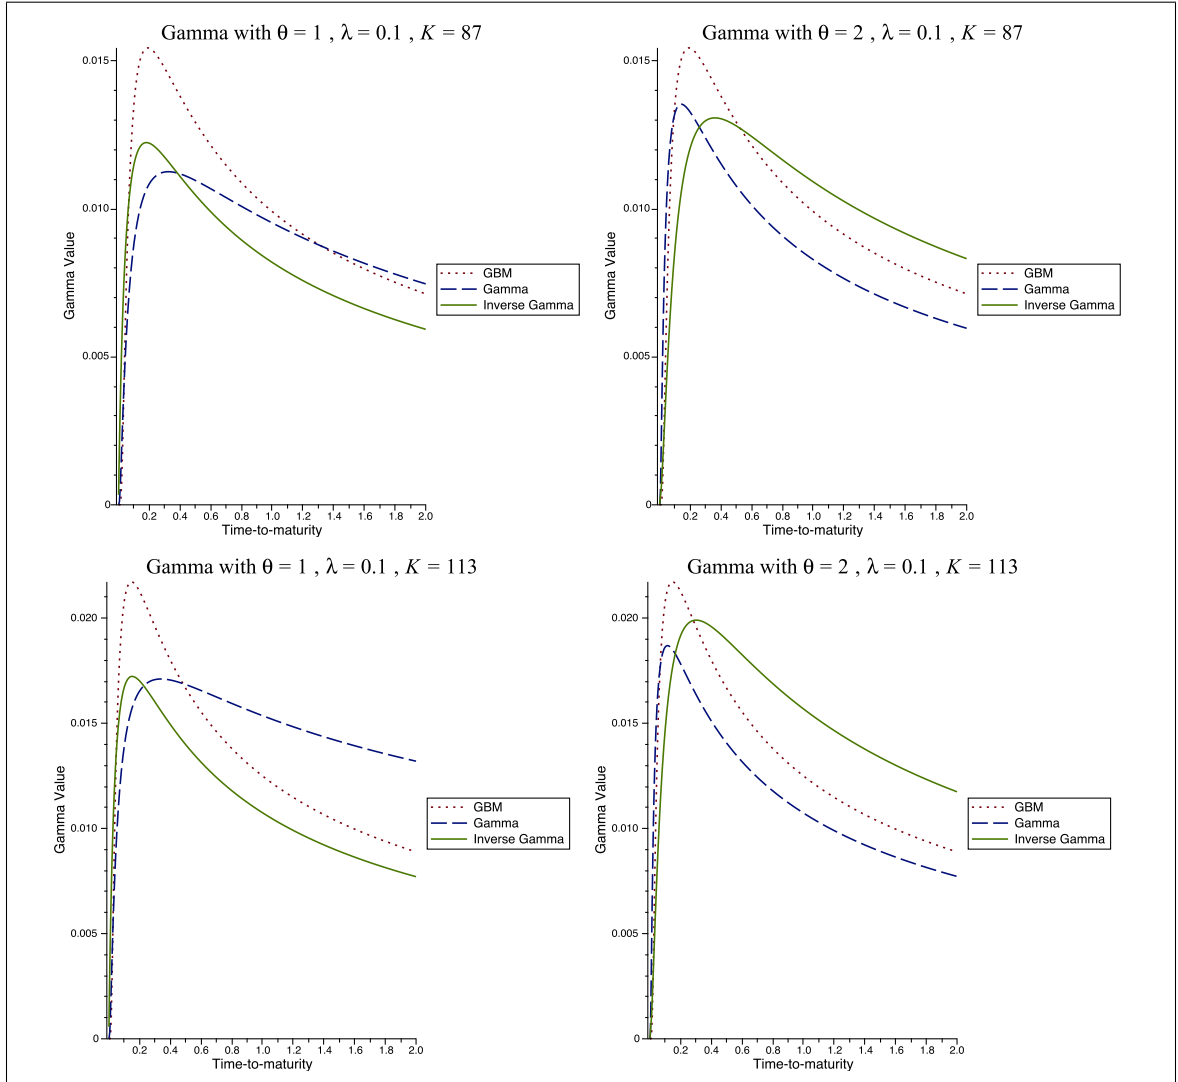 Gamma with θ = 1 , λ = 0.1 , K = 87
0.015
0.010
0.005
0
Gamma Value
0.2 0.4 0.6 0.8 1.0 1.2 1.4 1.6 1.8 2.0
Time-to-maturity
GBM
Gamma
Inverse Gamma
Gamma with θ = 2 , λ = 0.1 , K = 87
0.015
0.010
0.005
0
Gamma Value
0.2 0.4 0.6 0.8 1.0 1.2 1.4 1.6 1.8 2.0
Time-to-maturity
GBM
Gamma
Inverse Gamma
Gamma with θ = 1 , λ = 0.1 , K = 113
0.020
0.015
0.010
0.005
0
Gamma Value
0.2 0.4 0.6 0.8 1.0 1.2 1.4 1.6 1.8 2.0
Time-to-maturity
GBM
Gamma
Inverse Gamma
Gamma with θ = 2 , λ = 0.1 , K = 113
0.020
0.015
0.010
0.005
0
Gamma Value
0.2 0.4 0.6 0.8 1.0 1.2 1.4 1.6 1.8 2.0
Time-to-maturity
GBM
Gamma
Inverse Gamma